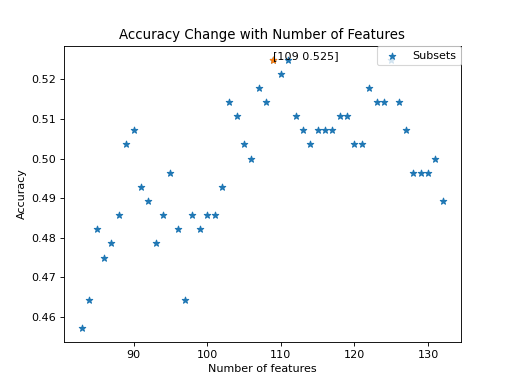 Accuracy Change with Number of Features
[109 0.525]
Subsets
0.52
0.51
0.50
0.49
0.48
0.47
0.46
Accuracy
90 100 110 120 130
Number of features